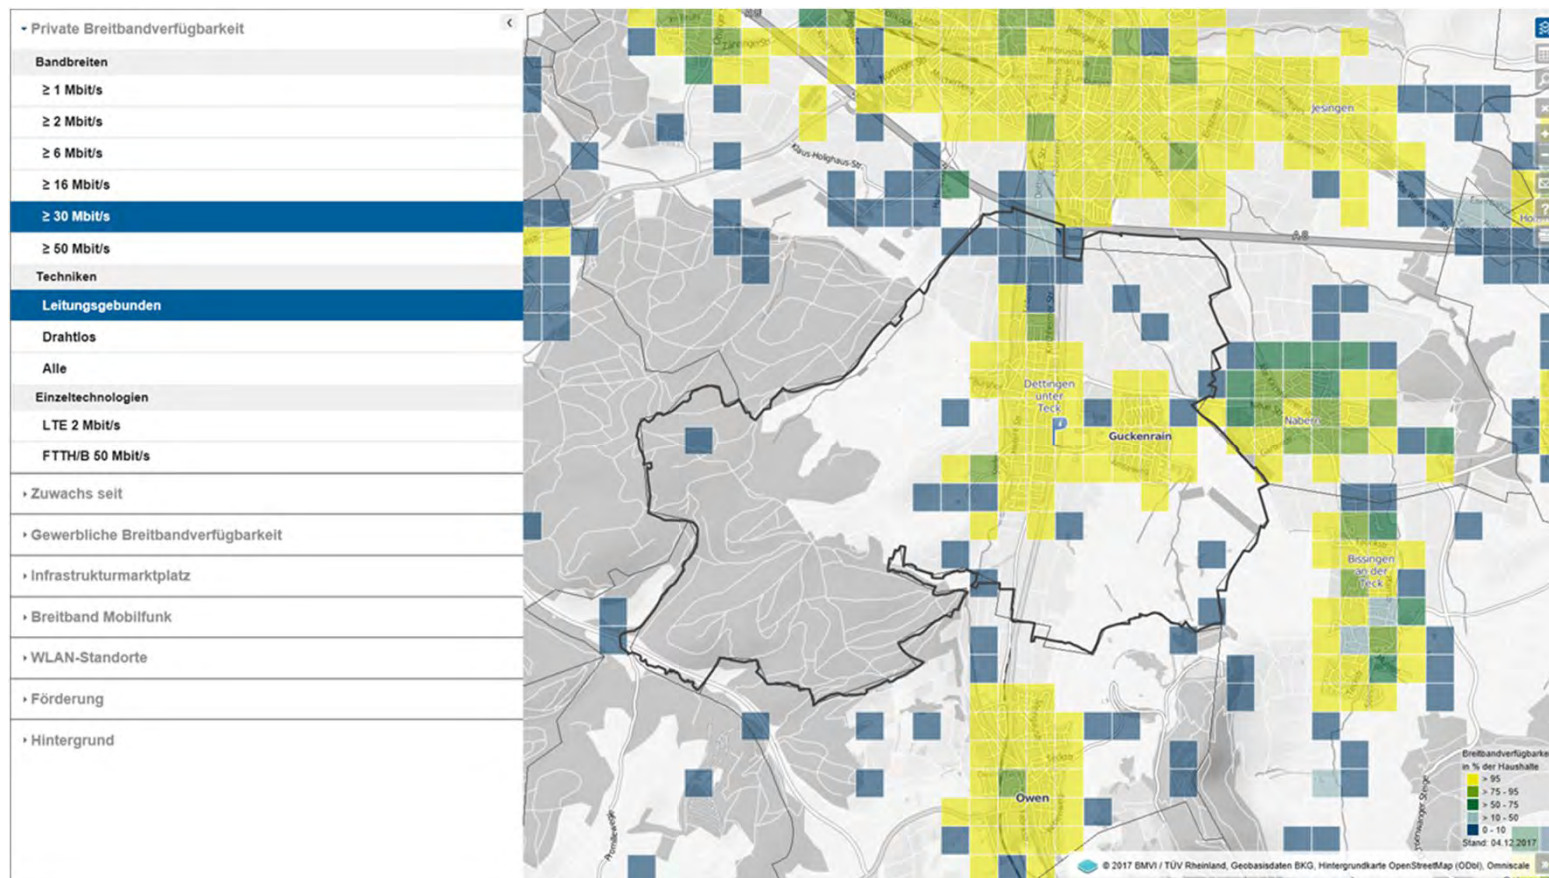 Private Breitbandverfügbarkeit
Bandbreiten
≥ 1 Mbit/s
≥ 2 Mbit/s
≥ 6 Mbit/s
≥ 16 Mbit/s
≥ 30 Mbit/s
≥ 50 Mbit/s
Techniken
Leitungsgebunden
Drahtlos
Alle
Einzeltechnologien
LTE 2 Mbit/s
FTTH/B 50 Mbit/s
Zuwachs seit
Gewerbliche Breitbandverfügbarkeit
Infrastrukturmarktplatz
Breitband Mobilfunk
WLAN-Standorte
Förderung
Hintergrund
Jesingen
Klaus-Holighaus-Str.
A 8
Dettingen
unter
Teck
Guckenrain
Nabern
Bissingen
an der
Teck
Owen
Breitbandverfügbarke
in % der Haushalte
> 95
> 75 - 95
> 50 - 75
> 10 - 50
0 - 10
Stand: 04.12.2017
© 2017 BMVI / TÜV Rheinland, Geobasisdaten BKG, Hintergrundkarte OpenStreetMap (ODbL), Omniscale